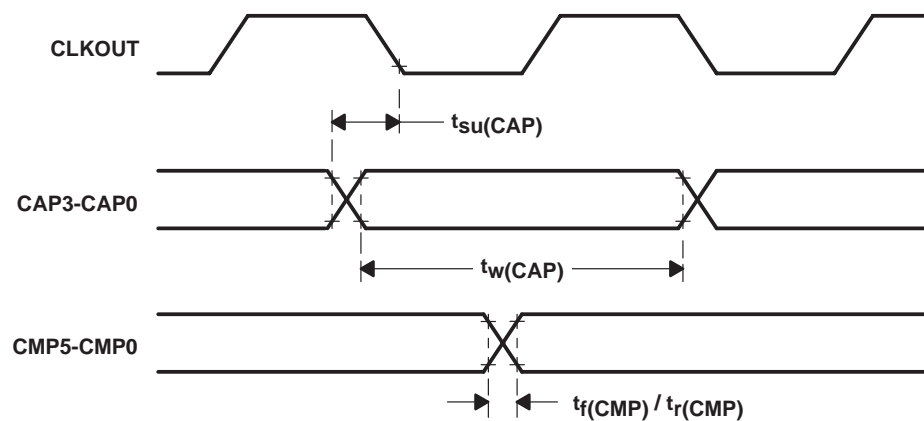 CLKOUT
tsu(CAP)
CAP3-CAP0
tw(CAP)
CMP5-CMP0
tf(CMP) / tr(CMP)